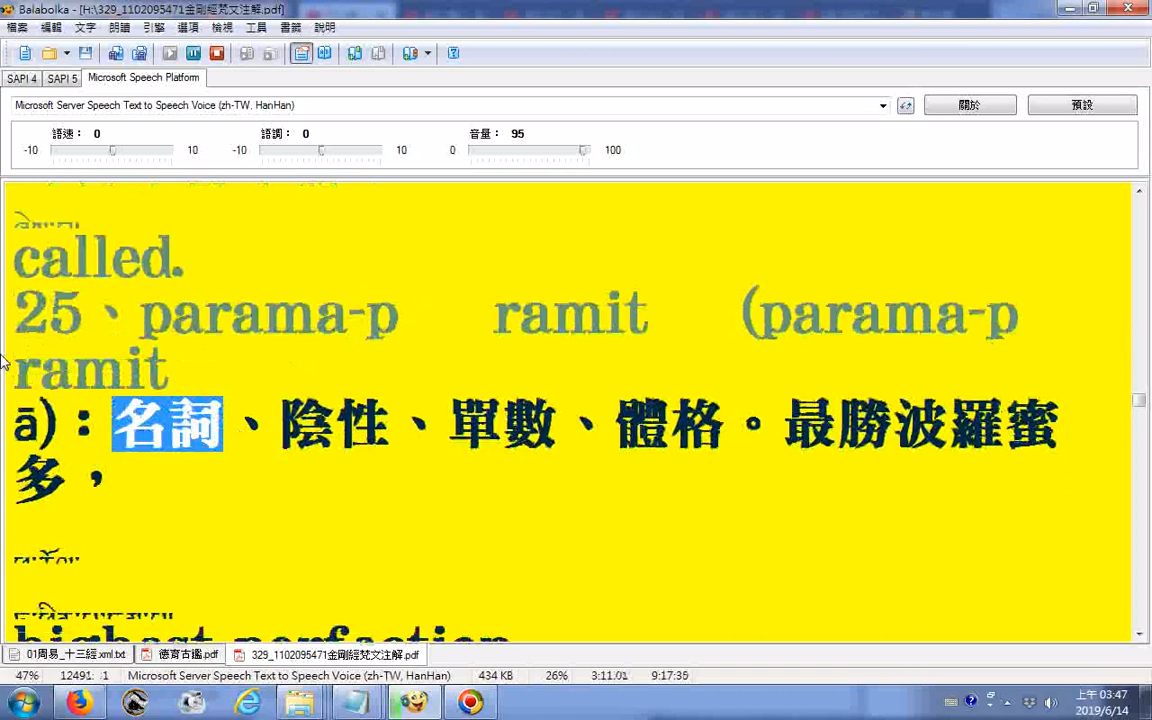 Balabolka - [H:\329_1102095471金剛經梵文注解.pdf]
檔案 編輯 文字 朗讀 引擎 選項 檢視 工具 書籤 說明
SAPI 4 SAPI 5 Microsoft Speech Platform
Microsoft Server Speech Text to Speech Voice (zh-TW, HanHan) 關於 預設
語速： 0 語調： 0 音量： 95
-10 10 -10 10 0 100
called.
25、parama-p ramit (parama-p
ramit
ā)：名詞、陰性、單數、體格。最勝波羅蜜
多，
highest perfection
01周易_十三經.xml.txt 德育古鑑.pdf 329_1102095471金剛經梵文注解.pdf
47% 12491: 1 Microsoft Server Speech Text to Speech Voice (zh-TW, HanHan) 434 KB 26% 3:11.01 9:17:35
上午 03:47
2019/6/14